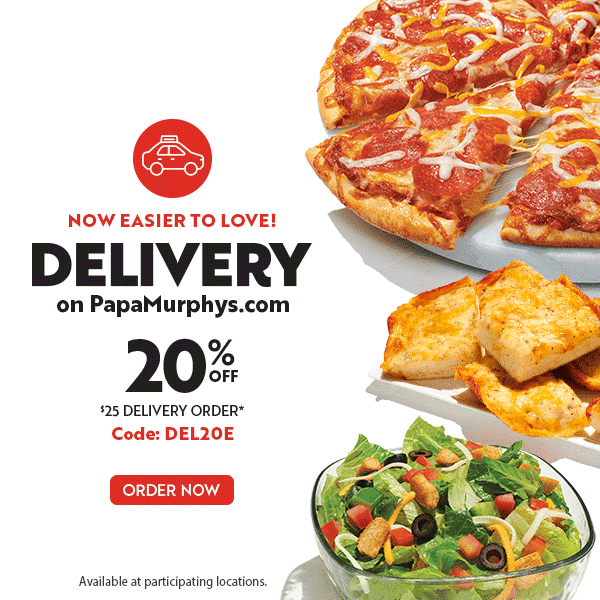 NOW EASIER TO LOVE!
DELIVERY
on PapaMurphys.com
20% OFF
$25 DELIVERY ORDER*
Code: DEL20E
ORDER NOW
Available at participating locations.